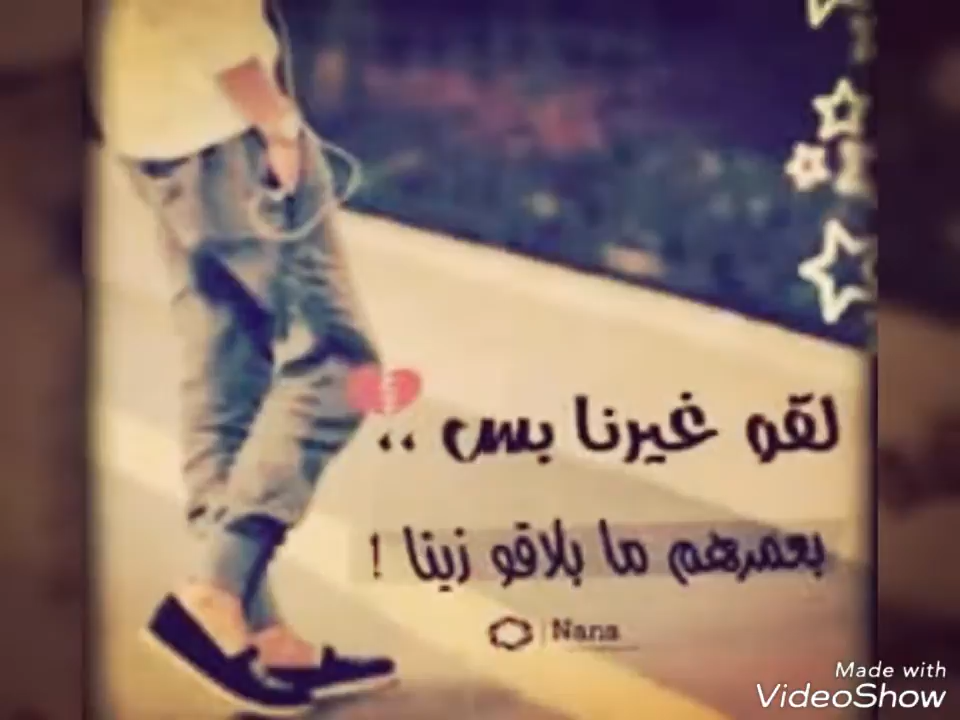 لقو غيرنا بس ،،
بعمرهم ما بلاقو زينا !
Nana
Made with
VideoShow